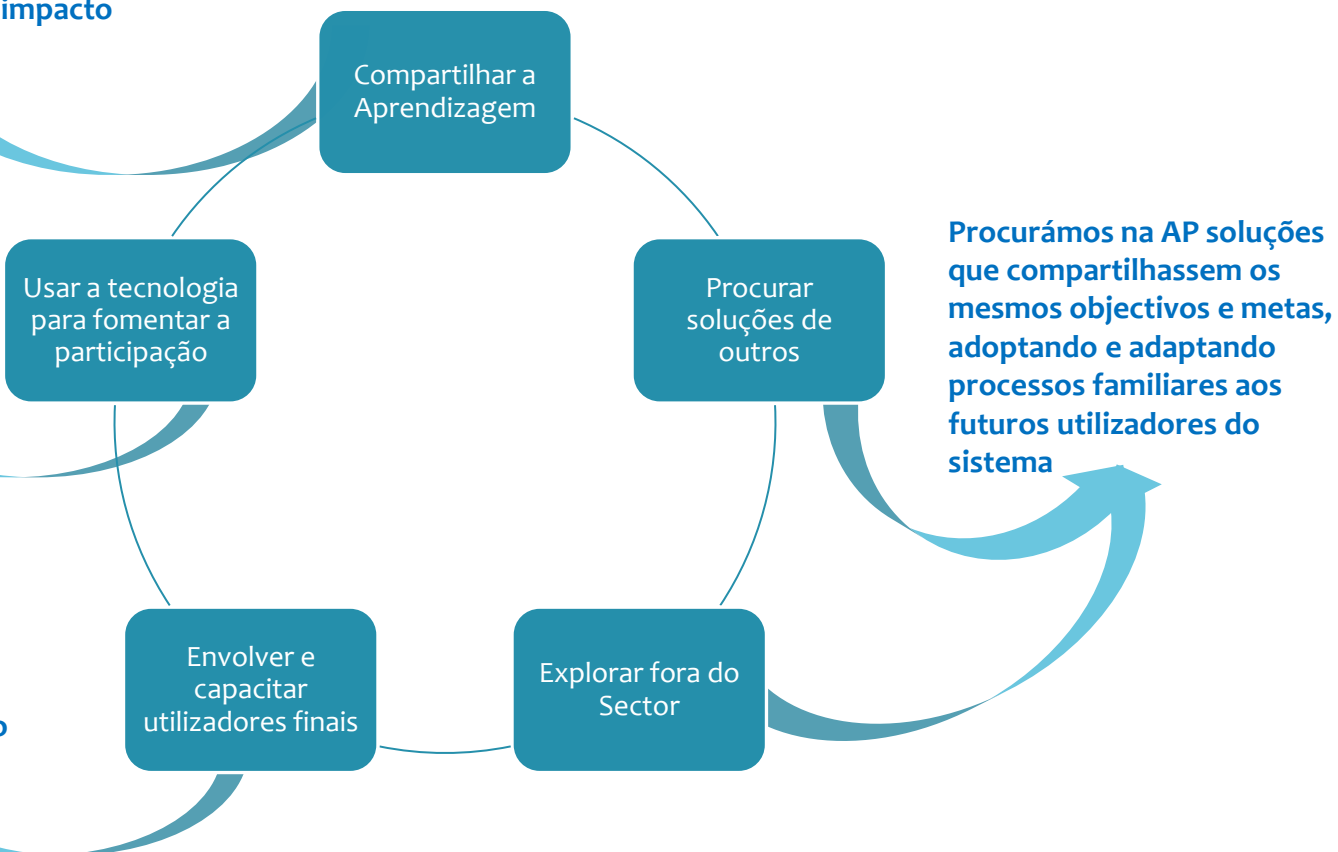 impacto
Compartilhar a
Aprendizagem
Usar a tecnologia
para fomentar a
participação
Procurar
soluções de
outros
Procurámos na AP soluções
que compartilhassem os
mesmos objectivos e metas,
adoptando e adaptando
processos familiares aos
futuros utilizadores do
sistema
Envolver e
capacitar
utilizadores finais
Explorar fora do
Sector